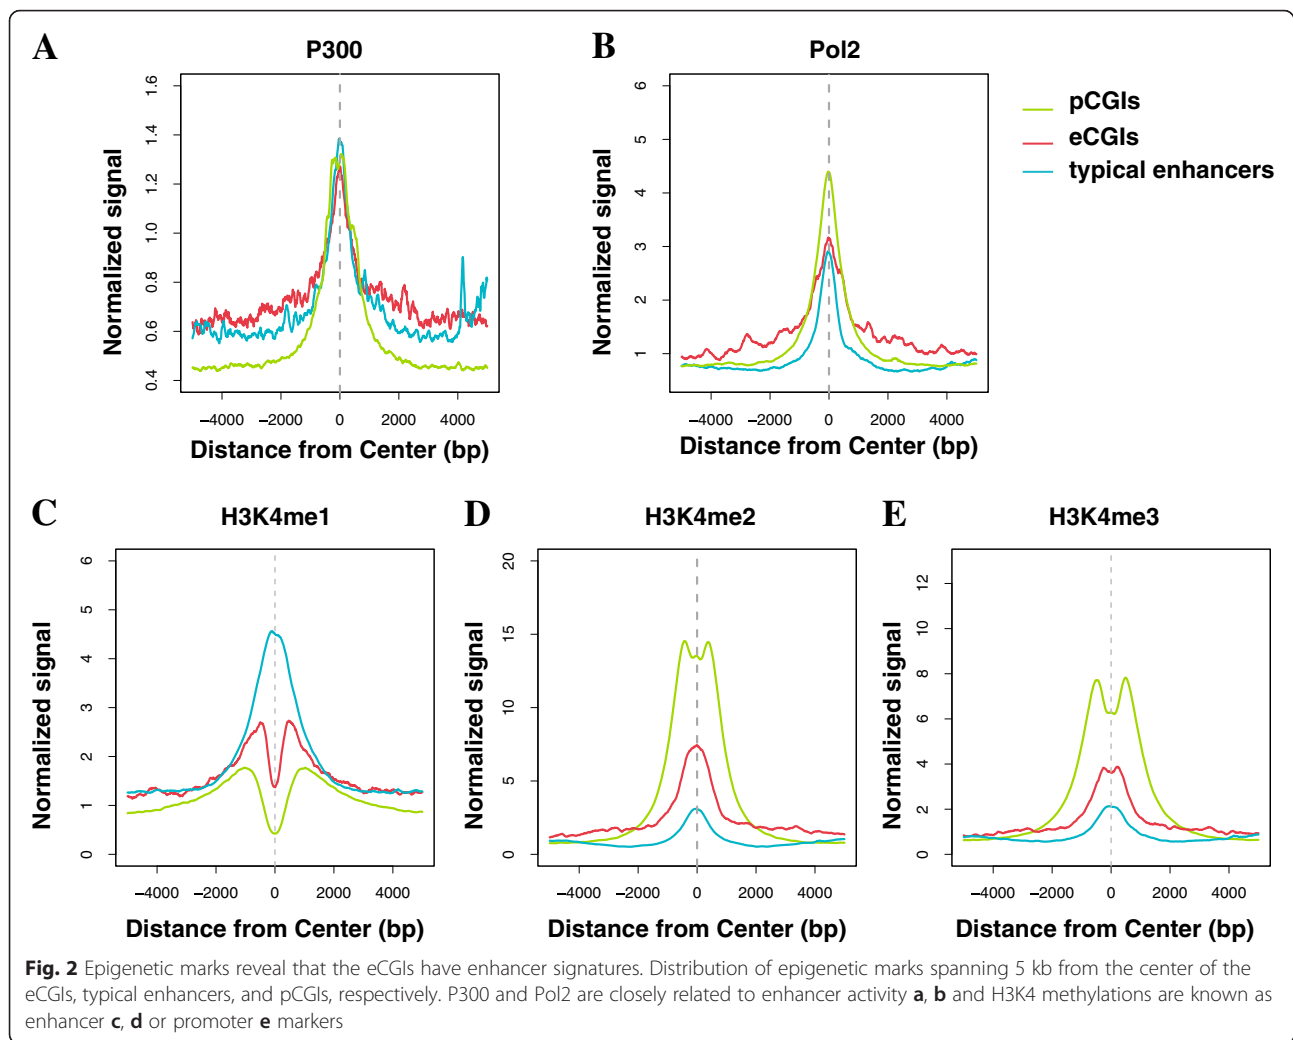 A
P300
Normalized signal
1.6
1.4
1.2
1.0
0.8
0.6
0.4
−4000 −2000 0 2000 4000
Distance from Center (bp)
B
Pol2
Normalized signal
6
5
4
3
2
1
−4000 −2000 0 2000 4000
Distance from Center (bp)
pCGIs
eCGIs
typical enhancers
C
H3K4me1
Normalized signal
6
5
4
3
2
1
0
−4000 −2000 0 2000 4000
Distance from Center (bp)
D
H3K4me2
Normalized signal
20
15
10
5
0
−4000 −2000 0 2000 4000
Distance from Center (bp)
E
H3K4me3
Normalized signal
12
10
8
6
4
2
0
−4000 −2000 0 2000 4000
Distance from Center (bp)
Fig. 2 Epigenetic marks reveal that the eCGIs have enhancer signatures. Distribution of epigenetic marks spanning 5 kb from the center of the
eCGIs, typical enhancers, and pCGIs, respectively. P300 and Pol2 are closely related to enhancer activity a, b and H3K4 methylations are known as
enhancer c, d or promoter e markers